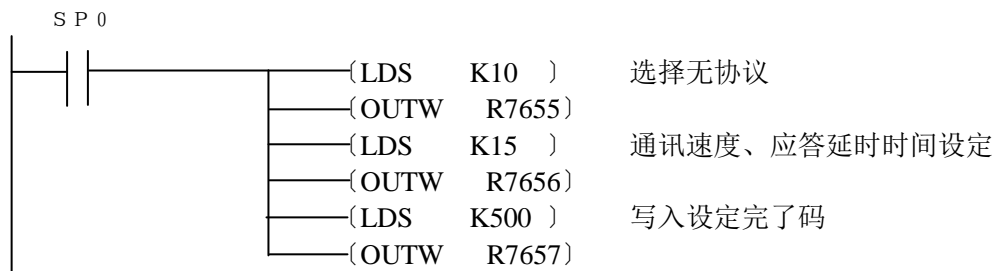 ＳＰ０
〔LDS K10 〕 选择无协议
〔OUTW R7655〕
〔LDS K15 〕 通讯速度、应答延时时间设定
〔OUTW R7656〕
〔LDS K500 〕 写入设定完了码
〔OUTW R7657〕